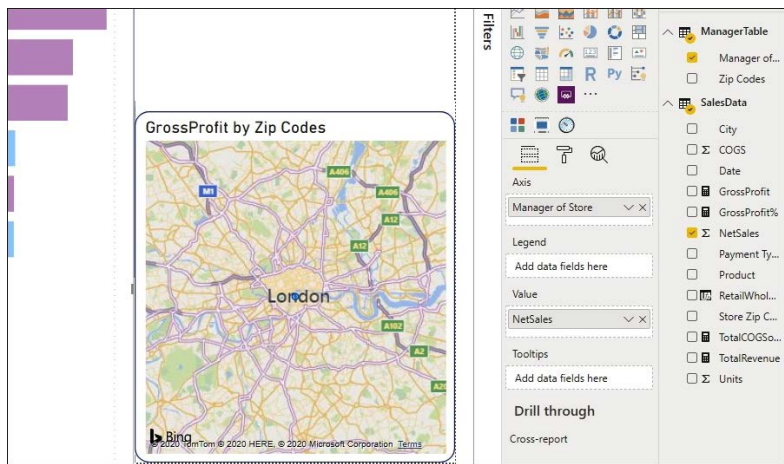 GrossProfit by Zip Codes
M1
A406
A406
A12
A12
London
A102
A2
Bing
© 2020 TomTom © 2020 HERE, © 2020 Microsoft Corporation Terms
Filters
R Py
Axis
Manager of Store
Legend
Add data fields here
Value
NetSales
Tooltips
Add data fields here
Drill through
Cross-report
ManagerTable
Manager of...
Zip Codes
SalesData
City
Σ COGS
Date
GrossProfit
GrossProfit%
Σ NetSales
Payment Ty...
Product
RetailWhol...
Store Zip C...
TotalCOGSo...
TotalRevenue
Σ Units